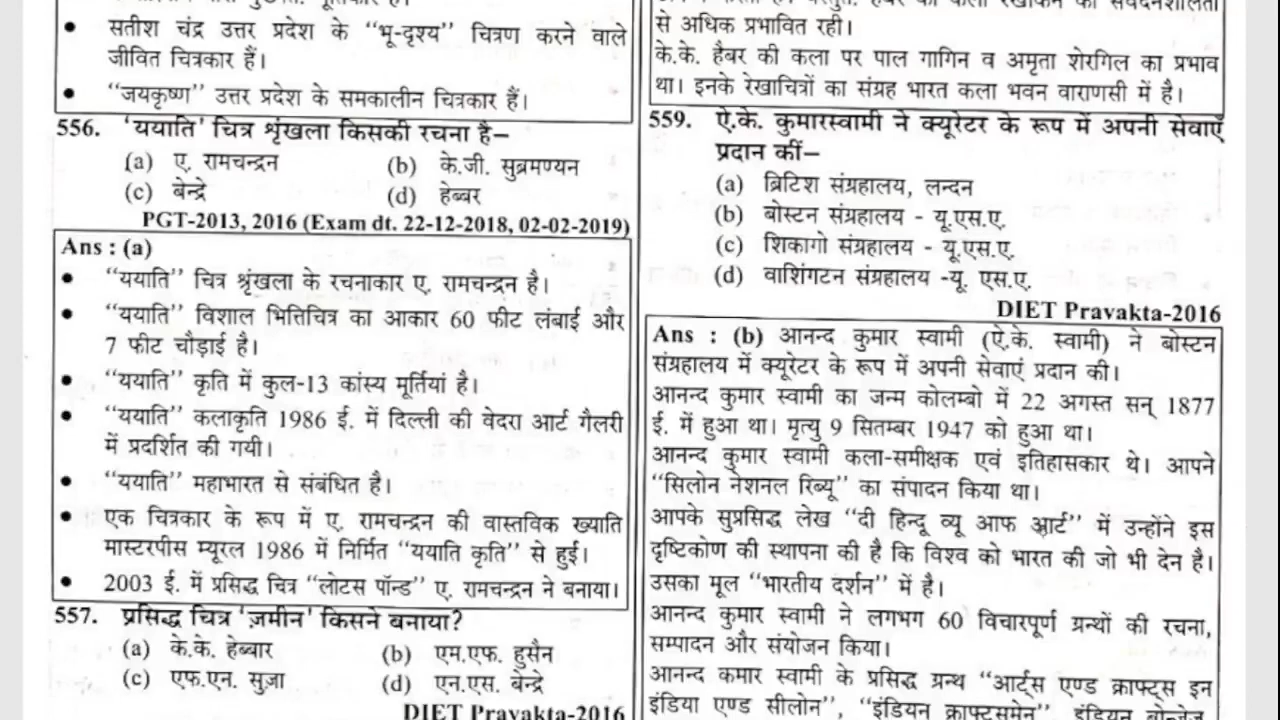 सतीश चंद्र उत्तर प्रदेश के “भू-दृश्य” चित्रण करने वाले
जीवित चित्रकार हैं।
“जयकृष्ण” उत्तर प्रदेश के समकालीन चित्रकार हैं।
556. ‘ययाति’ चित्र शृंखला किसकी रचना है–
(a) ए. रामचन्द्रन (b) के.जी. सुब्रमण्यन
(c) बेन्द्रे (d) हेब्बर
PGT-2013, 2016 (Exam dt. 22-12-2018, 02-02-2019)
Ans : (a)
“ययाति” चित्र श्रृंखला के रचनाकार ए. रामचन्द्रन है।
“ययाति” विशाल भितिचित्र का आकार 60 फीट लंबाई और
7 फीट चौड़ाई है।
“ययाति” कृति में कुल-13 कांस्य मूर्तियां है।
“ययाति” कलाकृति 1986 ई. में दिल्ली की वेदरा आर्ट गैलरी
में प्रदर्शित की गयी।
“ययाति” महाभारत से संबंधित है।
एक चित्रकार के रूप में ए. रामचन्द्रन की वास्तविक ख्याति
मास्टरपीस म्यूरल 1986 में निर्मित “ययाति कृति” से हुई।
2003 ई. में प्रसिद्ध चित्र “लोटस पॉन्ड” ए. रामचन्द्रन ने बनाया।
557. प्रसिद्ध चित्र ‘ज़मीन’ किसने बनाया?
(a) के.के. हेब्बार (b) एम.एफ. हुसैन
(c) एफ.एन. सुज़ा (d) एन.एस. बेन्द्रे
DIET Pravakta-2016
से अधिक प्रभावित रही।
के.के. हैबर की कला पर पाल गागिन व अमृता शेरगिल का प्रभाव
था। इनके रेखाचित्रों का संग्रह भारत कला भवन वाराणसी में है।
559. ऐ.के. कुमारस्वामी ने क्यूरेटर के रूप में अपनी सेवाएँ
प्रदान कीं–
(a) ब्रिटिश संग्रहालय, लन्दन
(b) बोस्टन संग्रहालय - यू.एस.ए.
(c) शिकागो संग्रहालय - यू.एस.ए.
(d) वाशिंगटन संग्रहालय -यू. एस.ए.
DIET Pravakta-2016
Ans : (b) आनन्द कुमार स्वामी (ऐ.के. स्वामी) ने बोस्टन
संग्रहालय में क्यूरेटर के रूप में अपनी सेवाएं प्रदान की।
आनन्द कुमार स्वामी का जन्म कोलम्बो में 22 अगस्त सन् 1877
ई. में हुआ था। मृत्यु 9 सितम्बर 1947 को हुआ था।
आनन्द कुमार स्वामी कला-समीक्षक एवं इतिहासकार थे। आपने
“सिलोन नेशनल रिब्यू” का संपादन किया था।
आपके सुप्रसिद्ध लेख “दी हिन्दू व्यू आफ आर्ट” में उन्होंने इस
दृष्टिकोण की स्थापना की है कि विश्व को भारत की जो भी देन है।
उसका मूल “भारतीय दर्शन” में है।
आनन्द कुमार स्वामी ने लगभग 60 विचारपूर्ण ग्रन्थों की रचना,
सम्पादन और संयोजन किया।
आनन्द कमार स्वामी के प्रसिद्ध ग्रन्थ “आर्ट्स एण्ड क्राफ्ट्स इन
इंडिया एण्ड सीलोन”, “इंडियन क्राफ्ट्समेन”, इंडियन